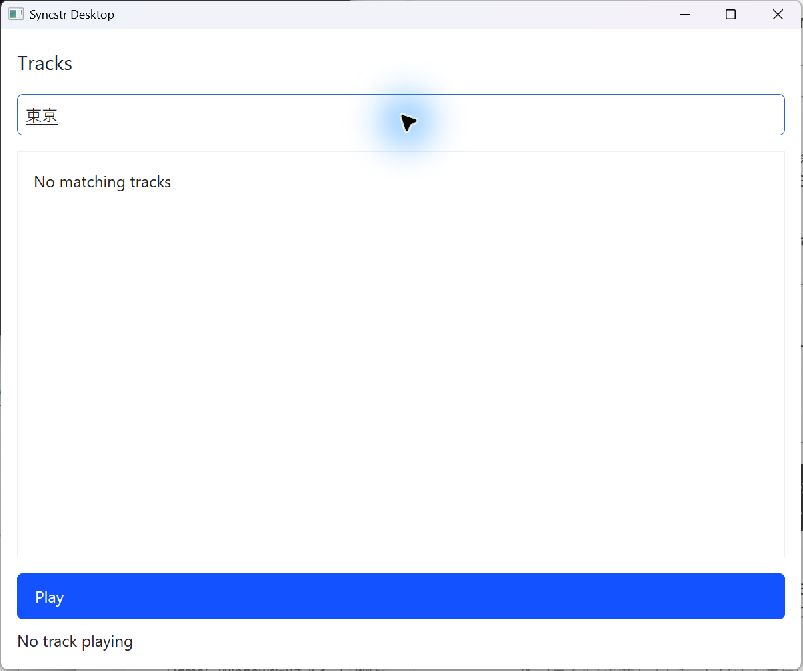 Syncstr Desktop
Tracks
東京
No matching tracks
Play
No track playing